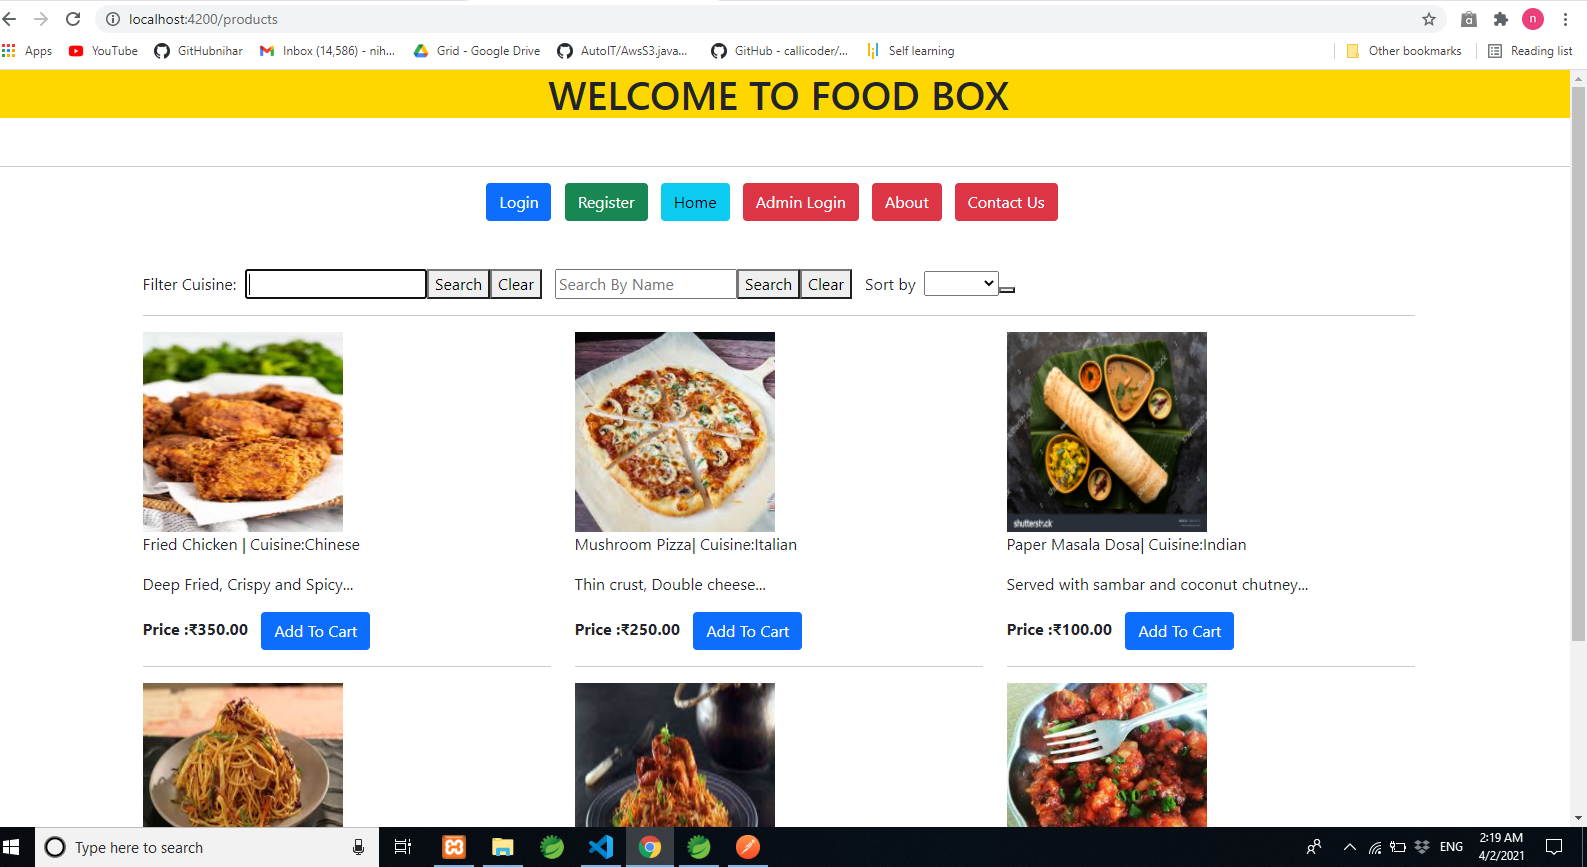 localhost:4200/products
n
Apps YouTube GitHubnihar Inbox (14,586) - nih... Grid - Google Drive AutoIT/AwsS3.java... GitHub - callicoder/... Self learning Other bookmarks Reading list
WELCOME TO FOOD BOX
Login Register Home Admin Login About Contact Us
Filter Cuisine: Search Clear Search By Name Search Clear Sort by
shutterstock
Fried Chicken | Cuisine:Chinese Mushroom Pizza| Cuisine:Italian Paper Masala Dosa| Cuisine:Indian
Deep Fried, Crispy and Spicy... Thin crust, Double cheese... Served with sambar and coconut chutney...
Price :₹350.00 Add To Cart Price :₹250.00 Add To Cart Price :₹100.00 Add To Cart
Type here to search ENG 2:19 AM
4/2/2021